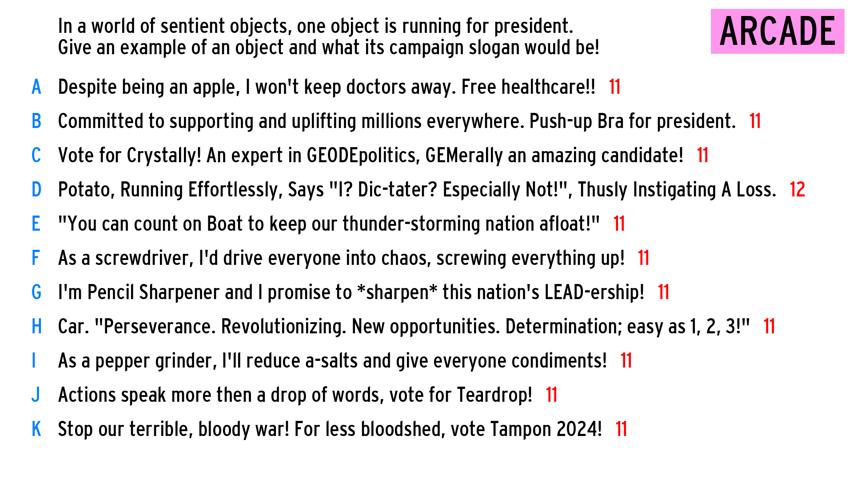 In a world of sentient objects, one object is running for president.
Give an example of an object and what its campaign slogan would be!
ARCADE
A Despite being an apple, I won't keep doctors away. Free healthcare!! 11
B Committed to supporting and uplifting millions everywhere. Push-up Bra for president. 11
C Vote for Crystally! An expert in GEODEpolitics, GEMerally an amazing candidate! 11
D Potato, Running Effortlessly, Says "I? Dic-tater? Especially Not!", Thusly Instigating A Loss. 12
E "You can count on Boat to keep our thunder-storming nation afloat!" 11
F As a screwdriver, I'd drive everyone into chaos, screwing everything up! 11
G I'm Pencil Sharpener and I promise to *sharpen* this nation's LEAD-ership! 11
H Car. "Perseverance. Revolutionizing. New opportunities. Determination; easy as 1, 2, 3!" 11
I As a pepper grinder, I'll reduce a-salts and give everyone condiments! 11
J Actions speak more then a drop of words, vote for Teardrop! 11
K Stop our terrible, bloody war! For less bloodshed, vote Tampon 2024! 11